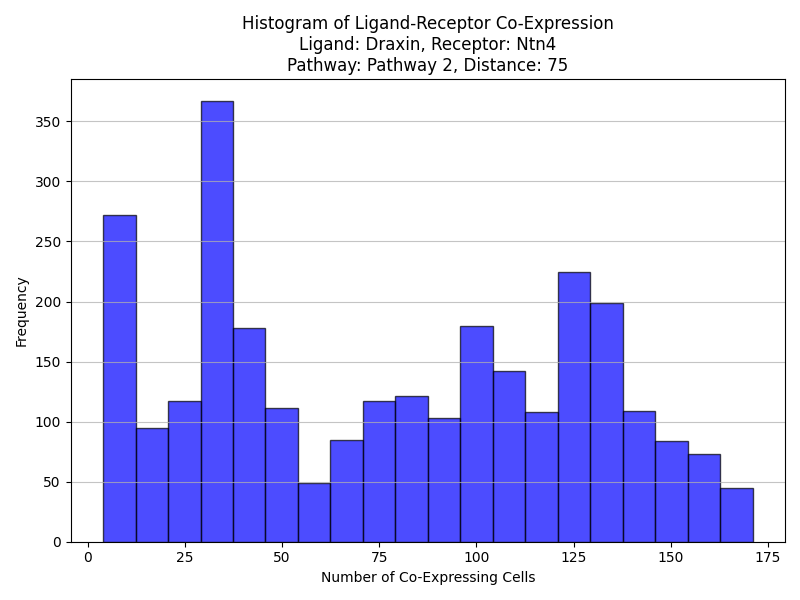 Histogram of Ligand-Receptor Co-Expression
Ligand: Draxin, Receptor: Ntn4
Pathway: Pathway 2, Distance: 75
350
300
250
200
150
100
50
0
Frequency
0 25 50 75 100 125 150 175
Number of Co-Expressing Cells